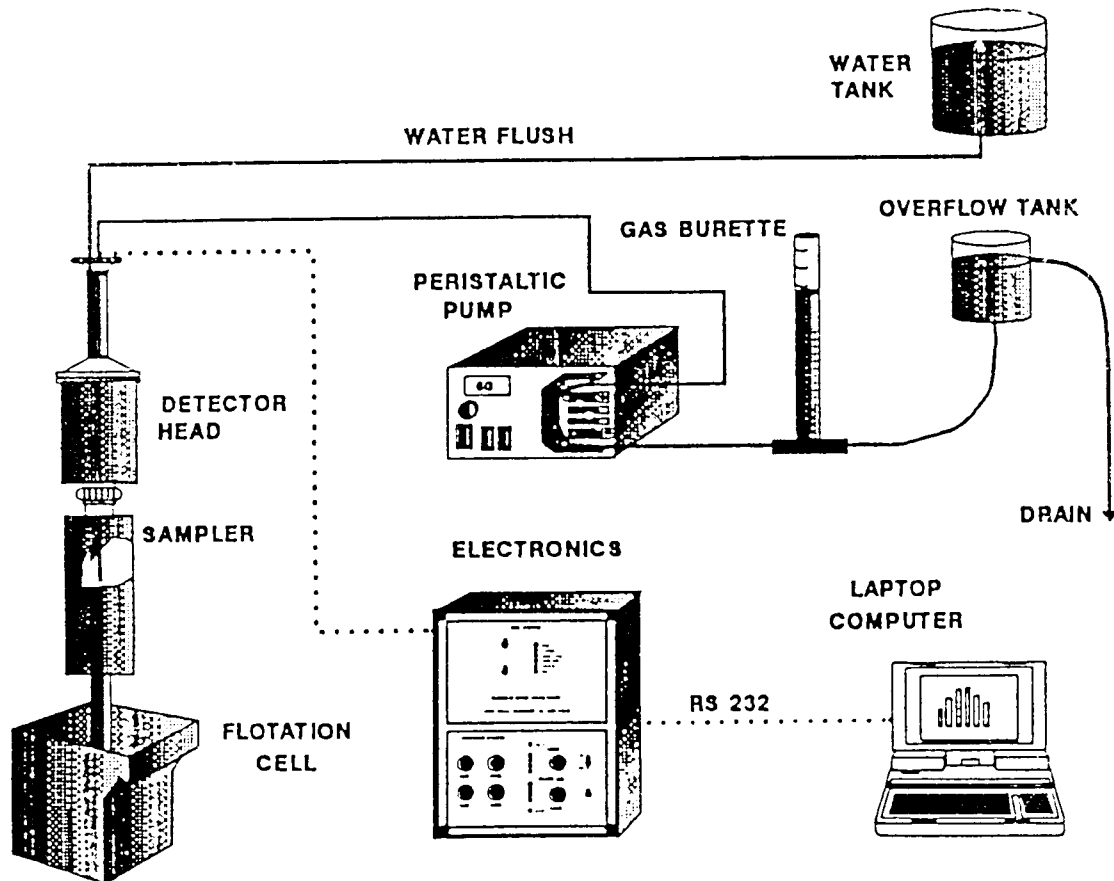 WATER
TANK
WATER FLUSH
OVERFLOW TANK
GAS BURETTE
PERISTALTIC
PUMP
60
DETECTOR
HEAD
DRAIN
SAMPLER
ELECTRONICS
LAPTOP
COMPUTER
RS 232
FLOTATION
CELL